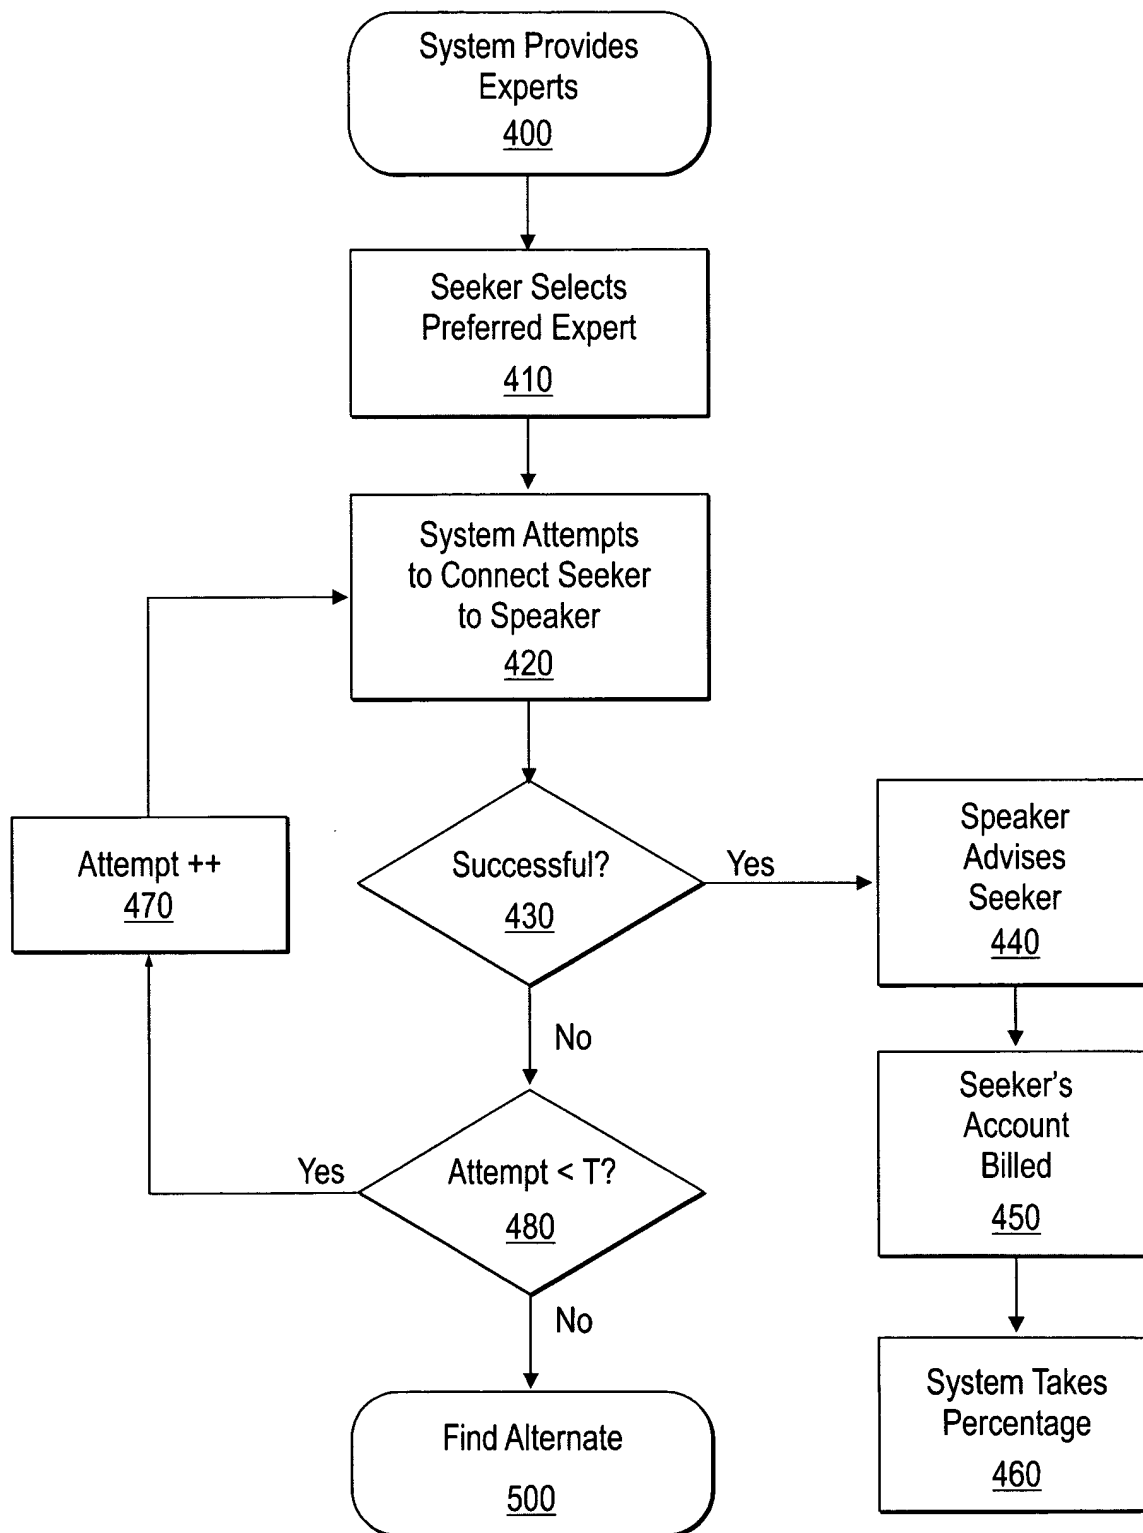 System Provides
Experts
400
Seeker Selects
Preferred Expert
410
System Attempts
to Connect Seeker
to Speaker
420
Attempt ++
470
Successful?
430
Yes
Speaker
Advises
Seeker
440
No
Seeker's
Account
Billed
450
Yes
Attempt < T?
480
No
System Takes
Percentage
460
Find Alternate
500